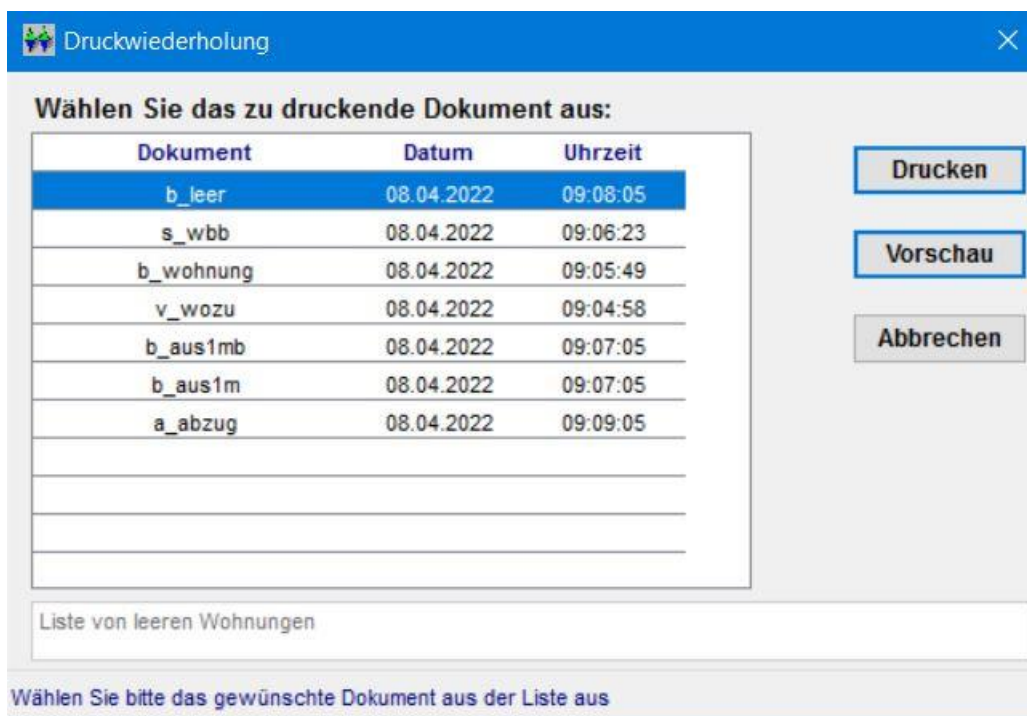 Druckwiederholung
Wählen Sie das zu druckende Dokument aus:
Dokument Datum Uhrzeit
b_leer 08.04.2022 09:08:05
s_wbb 08.04.2022 09:06:23
b_wohnung 08.04.2022 09:05:49
v_wozu 08.04.2022 09:04:58
b_aus1mb 08.04.2022 09:07:05
b_aus1m 08.04.2022 09:07:05
a_abzug 08.04.2022 09:09:05
Drucken
Vorschau
Abbrechen
Liste von leeren Wohnungen
Wählen Sie bitte das gewünschte Dokument aus der Liste aus